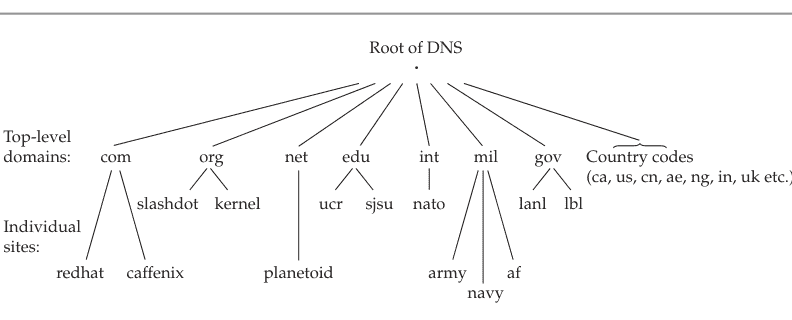 Root of DNS
.
Top-level
domains:
com org net edu int mil gov Country codes
(ca, us, cn, ae, ng, in, uk etc.)
slashdot kernel ucr sjsu nato lanl lbl
Individual
sites:
redhat caffenix planetoid army af
navy